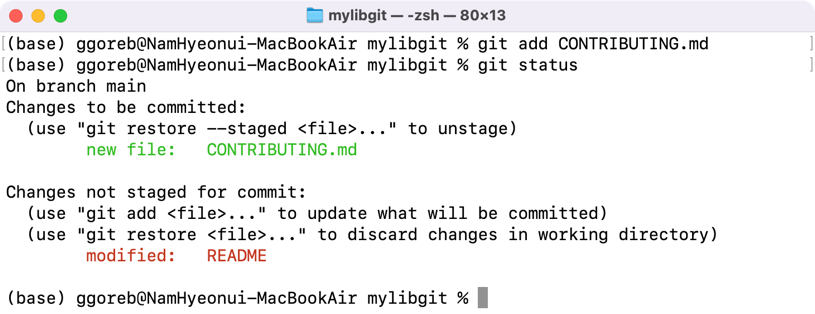 mylibgit — -zsh — 80×13
(base) ggoreb@NamHyeonui-MacBookAir mylibgit % git add CONTRIBUTING.md
(base) ggoreb@NamHyeonui-MacBookAir mylibgit % git status
On branch main
Changes to be committed:
  (use "git restore --staged <file>..." to unstage)
        new file:   CONTRIBUTING.md

Changes not staged for commit:
  (use "git add <file>..." to update what will be committed)
  (use "git restore <file>..." to discard changes in working directory)
        modified:   README

(base) ggoreb@NamHyeonui-MacBookAir mylibgit %